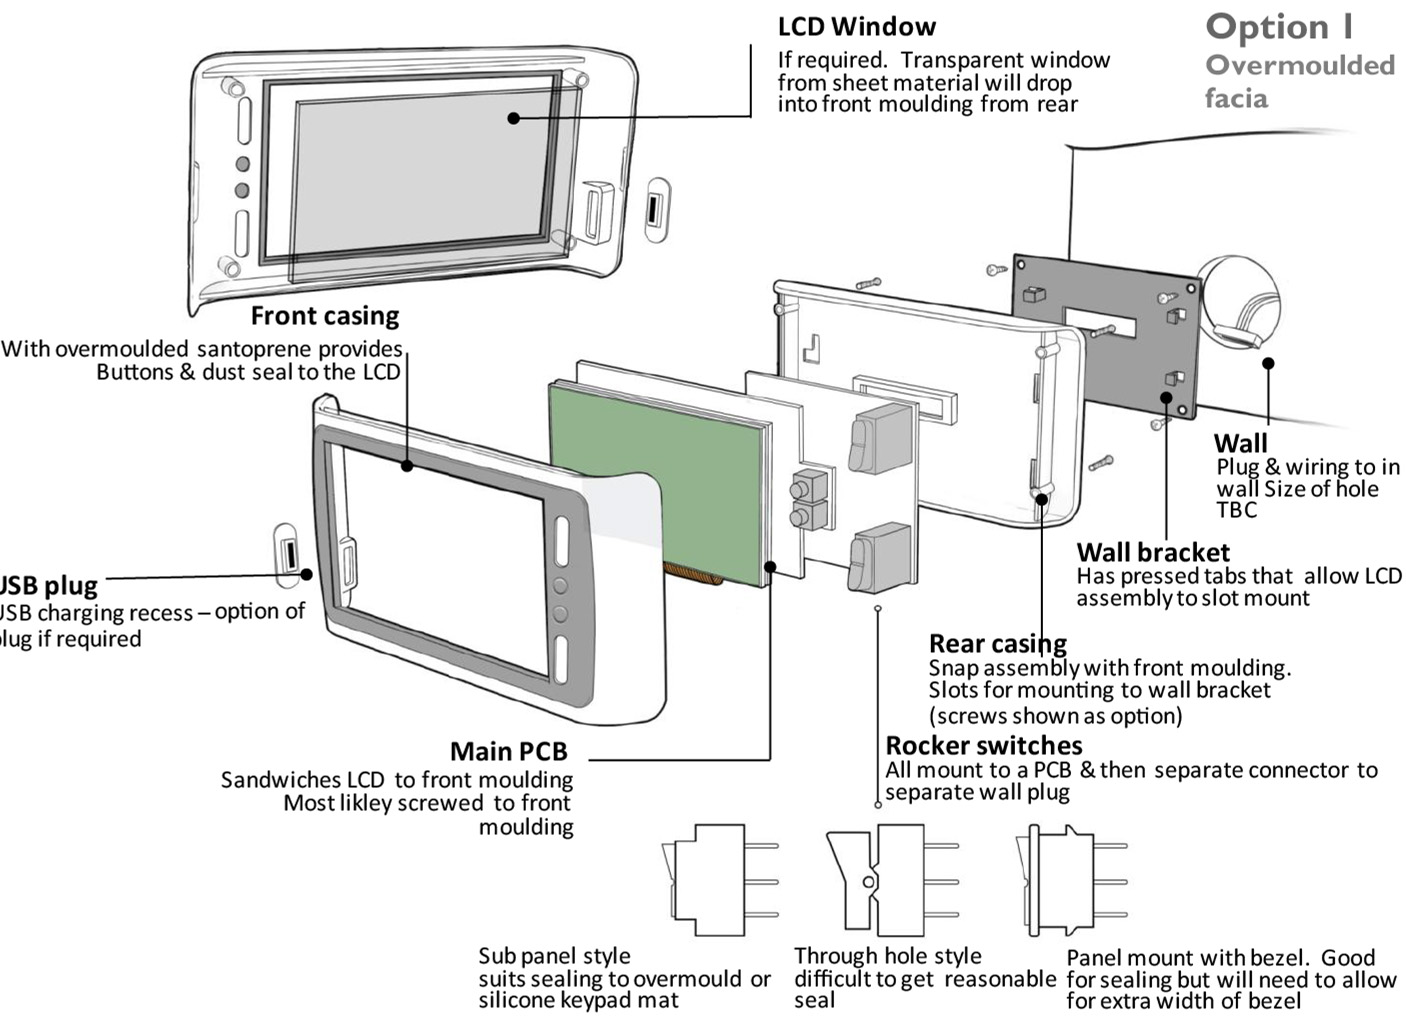 LCD Window
If required. Transparent window
from sheet material will drop
into front moulding from rear
Option 1
Overmoulded
facia
Front casing
With overmoulded santoprene provides
Buttons & dust seal to the LCD
Wall
Plug & wiring to in
wall Size of hole
TBC
Wall bracket
Has pressed tabs that allow LCD
assembly to slot mount
USB plug
USB charging recess – option of
plug if required
Rear casing
Snap assembly with front moulding.
Slots for mounting to wall bracket
(screws shown as option)
Main PCB
Sandwiches LCD to front moulding
Most likley screwed to front
moulding
Rocker switches
All mount to a PCB & then separate connector to
separate wall plug
Sub panel style
suits sealing to overmould or
silicone keypad mat
Through hole style
difficult to get reasonable
seal
Panel mount with bezel. Good
for sealing but will need to allow
for extra width of bezel